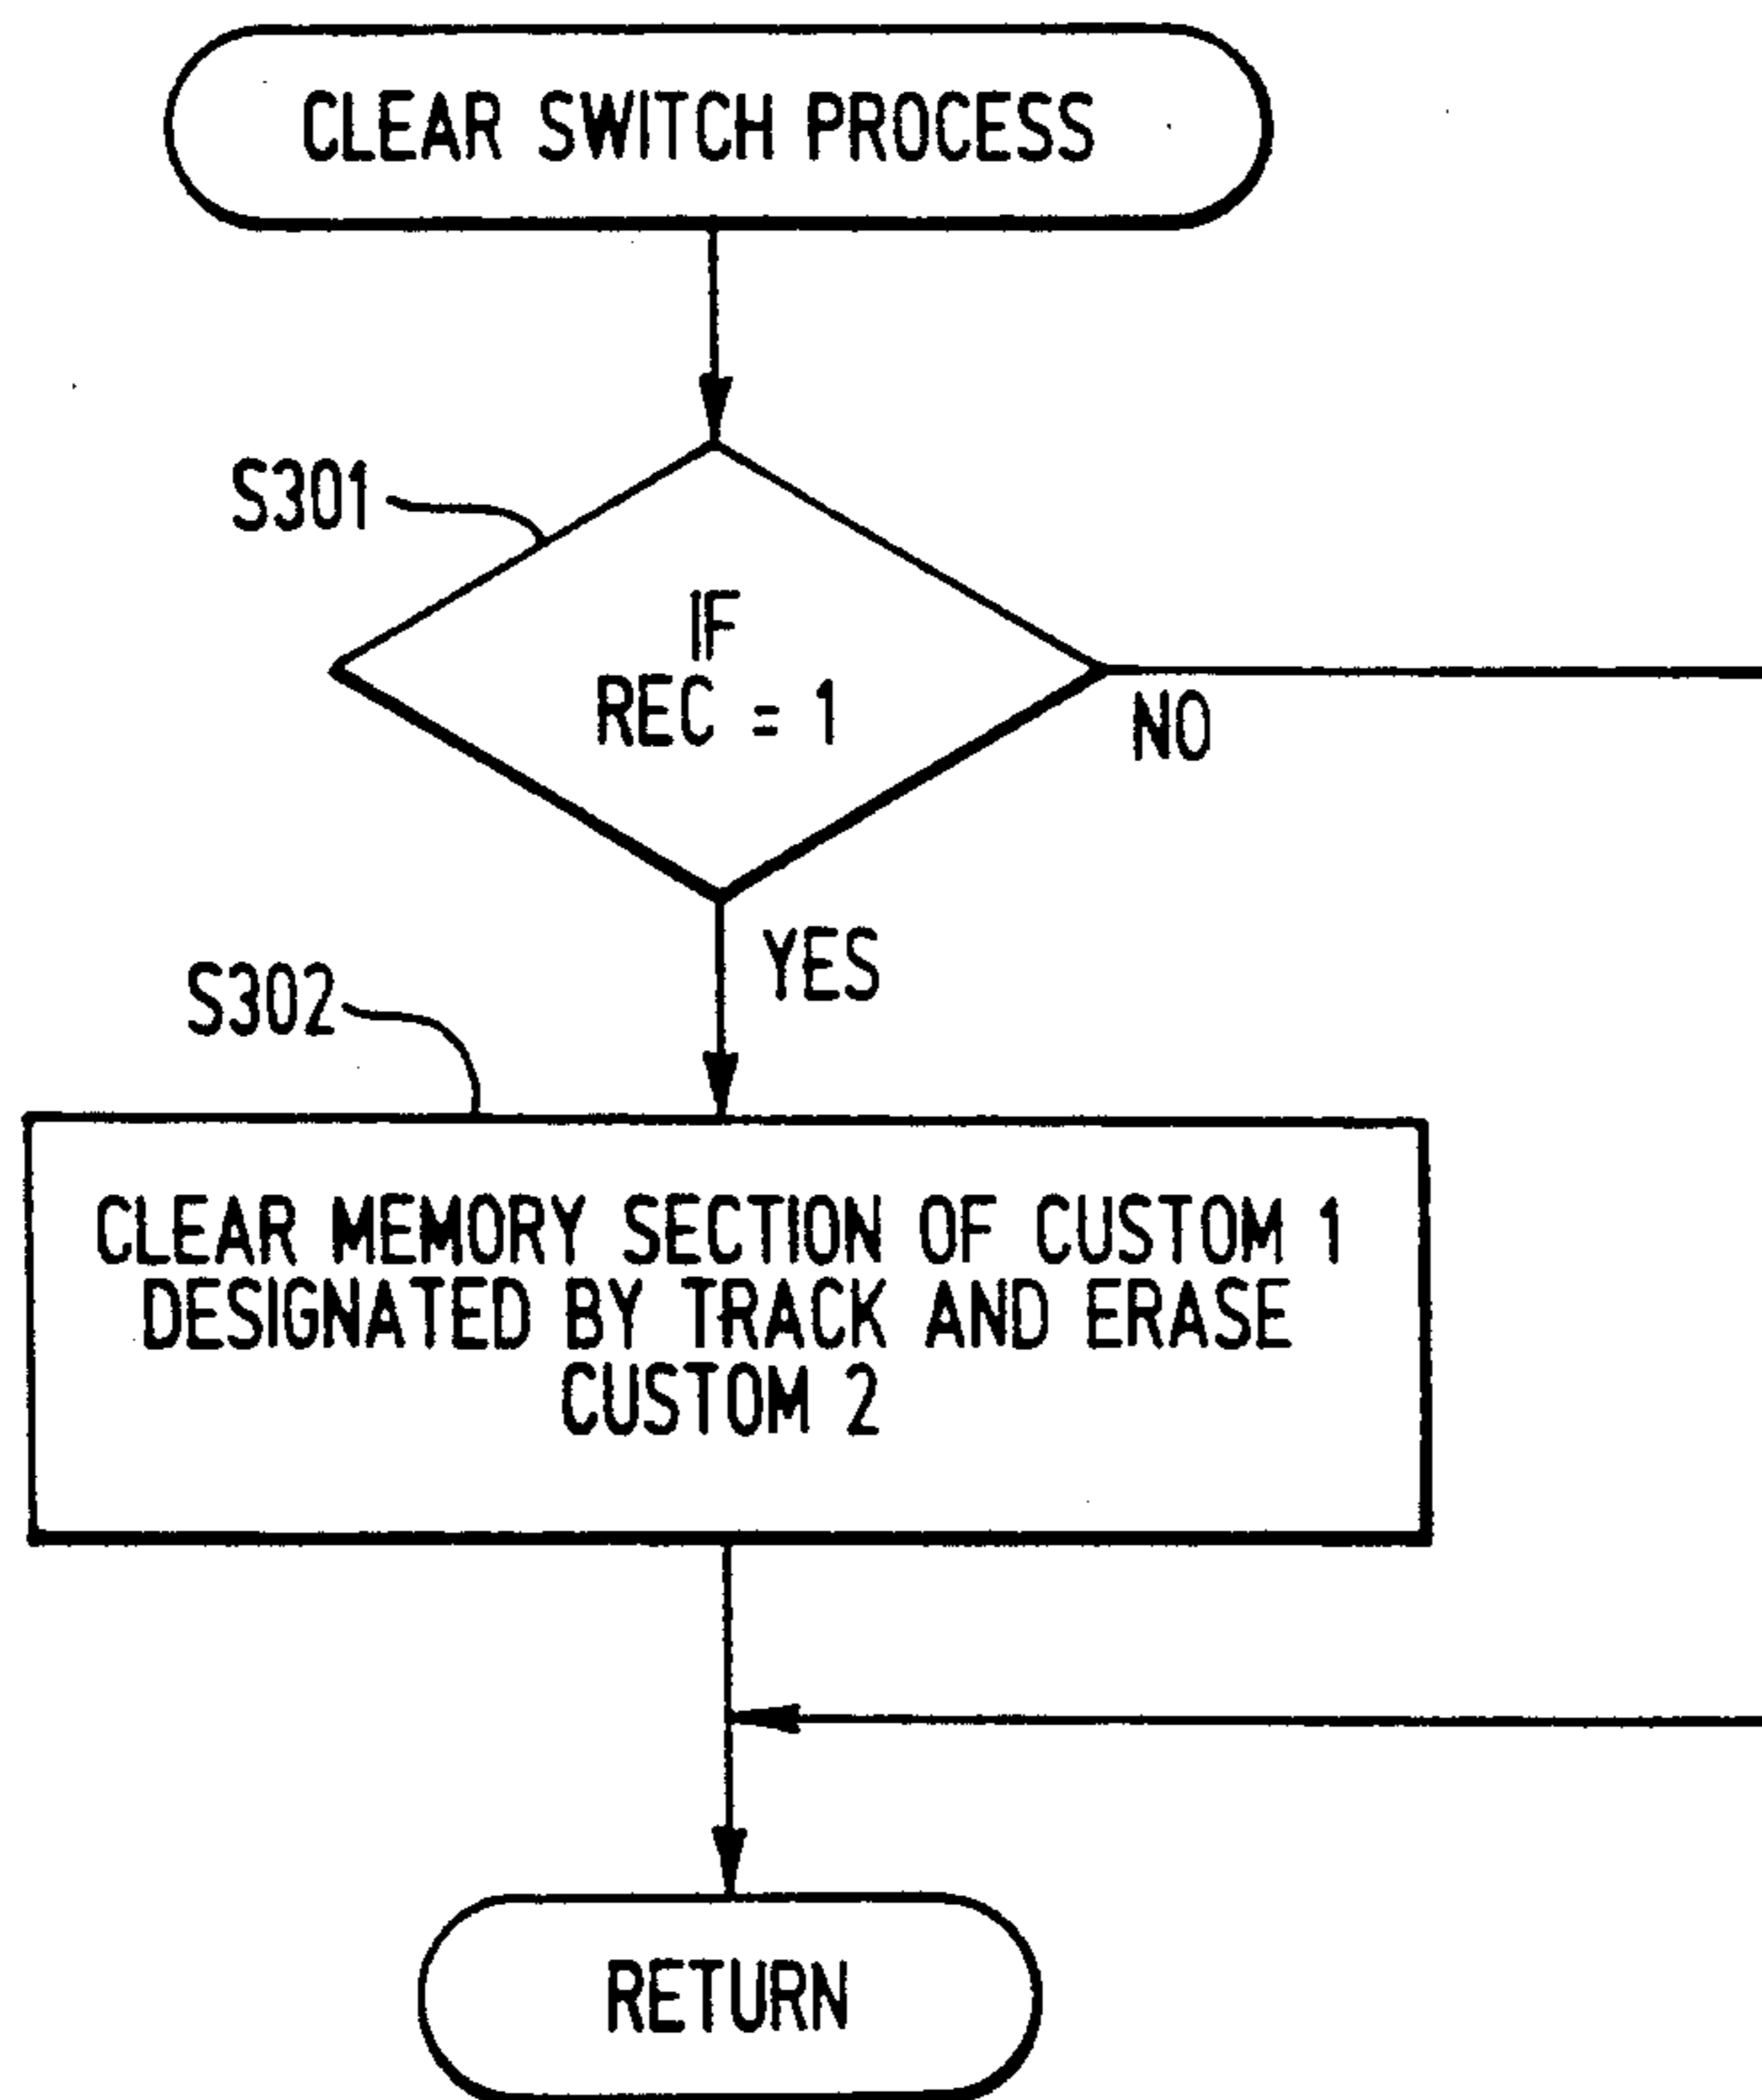 CLEAR SWITCH PROCESS
S301
IF
REC = 1
NO
YES
S302
CLEAR MEMORY SECTION OF CUSTOM 1
DESIGNATED BY TRACK AND ERASE
CUSTOM 2
RETURN